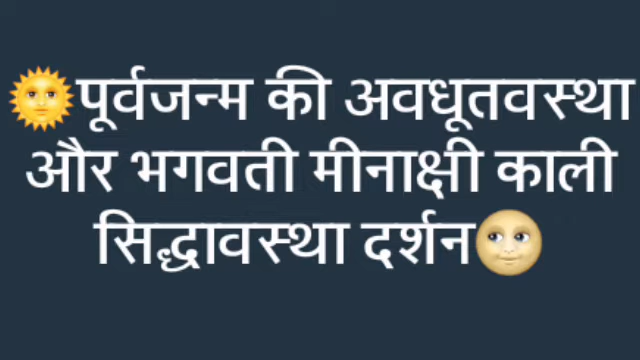 🌞पूर्वजन्म की अवधूतवस्था
और भगवती मीनाक्षी काली
सिद्धावस्था दर्शन🌝